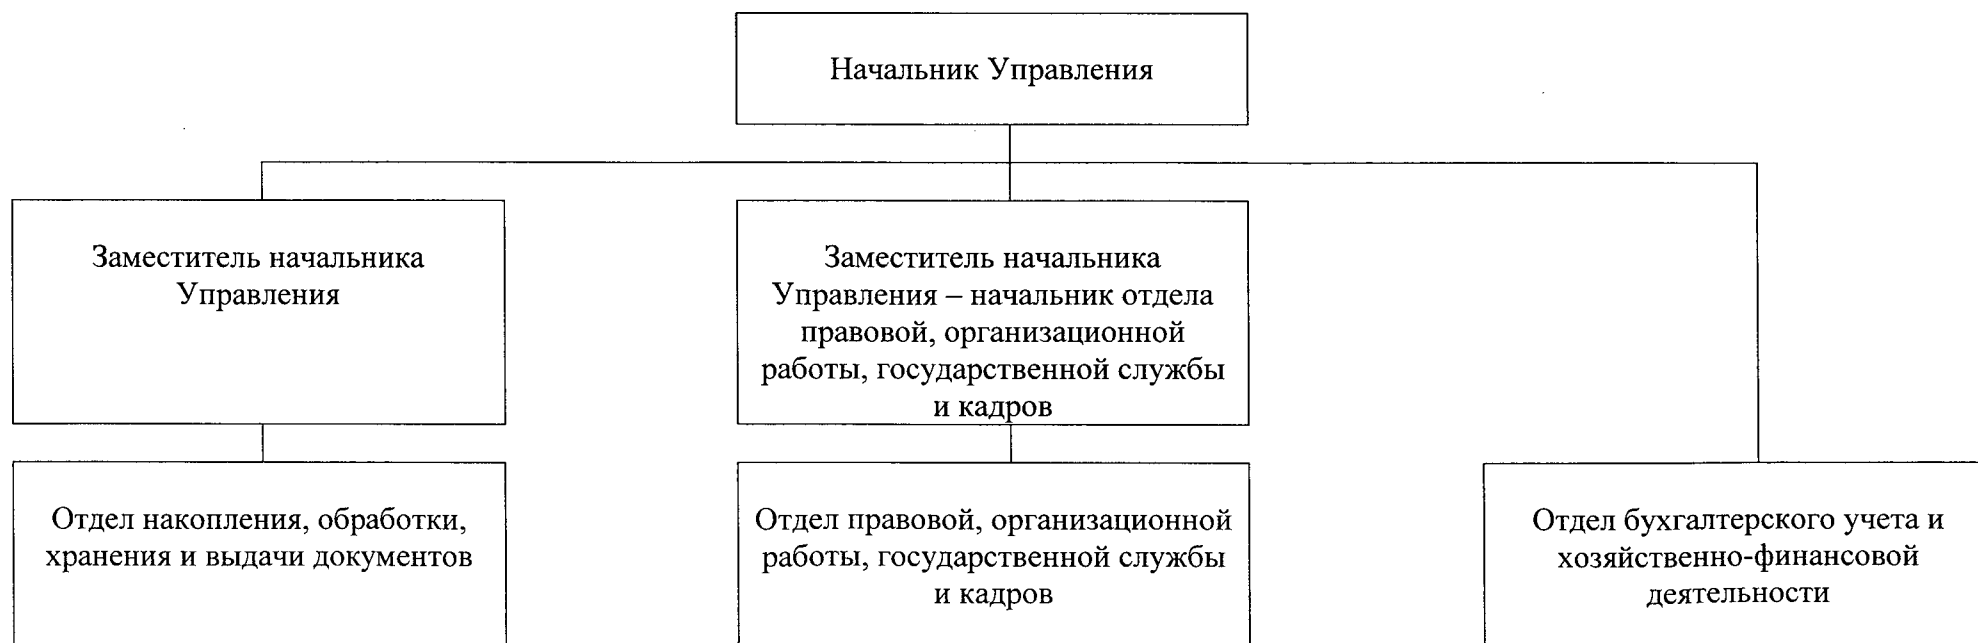 Начальник Управления
Заместитель начальника
Управления
Заместитель начальника
Управления – начальник отдела
правовой, организационной
работы, государственной службы
и кадров
Отдел накопления, обработки,
хранения и выдачи документов
Отдел правовой, организационной
работы, государственной службы
и кадров
Отдел бухгалтерского учета и
хозяйственно-финансовой
деятельности